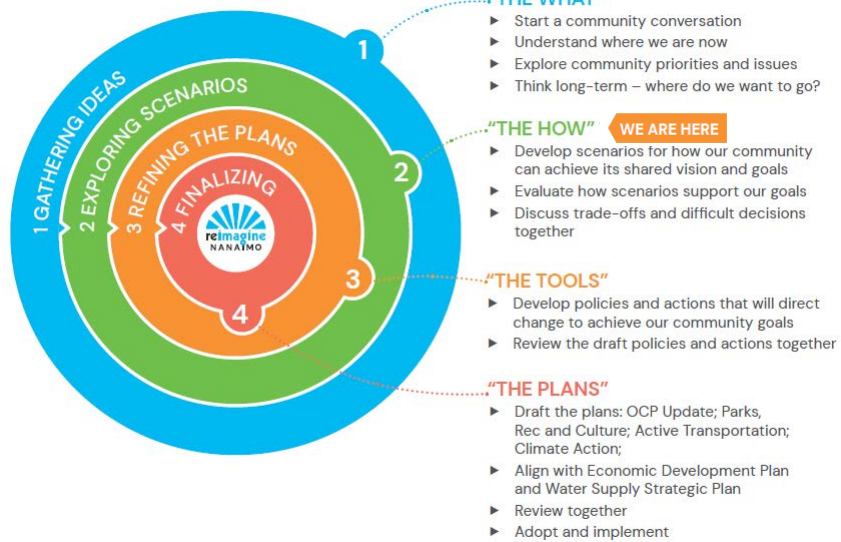 "THE WHAT"
► Start a community conversation
► Understand where we are now
► Explore community priorities and issues
► Think long-term – where do we want to go?
"THE HOW" WE ARE HERE
► Develop scenarios for how our community
can achieve its shared vision and goals
► Evaluate how scenarios support our goals
► Discuss trade-offs and difficult decisions
together
"THE TOOLS"
► Develop policies and actions that will direct
change to achieve our community goals
► Review the draft policies and actions together
"THE PLANS"
► Draft the plans: OCP Update; Parks,
Rec and Culture; Active Transportation;
Climate Action;
► Align with Economic Development Plan
and Water Supply Strategic Plan
► Review together
► Adopt and implement
1 GATHERING IDEAS
2 EXPLORING SCENARIOS
3 REFINING THE PLANS
4 FINALIZING
reimagine
NANAIMO
1
2
3
4